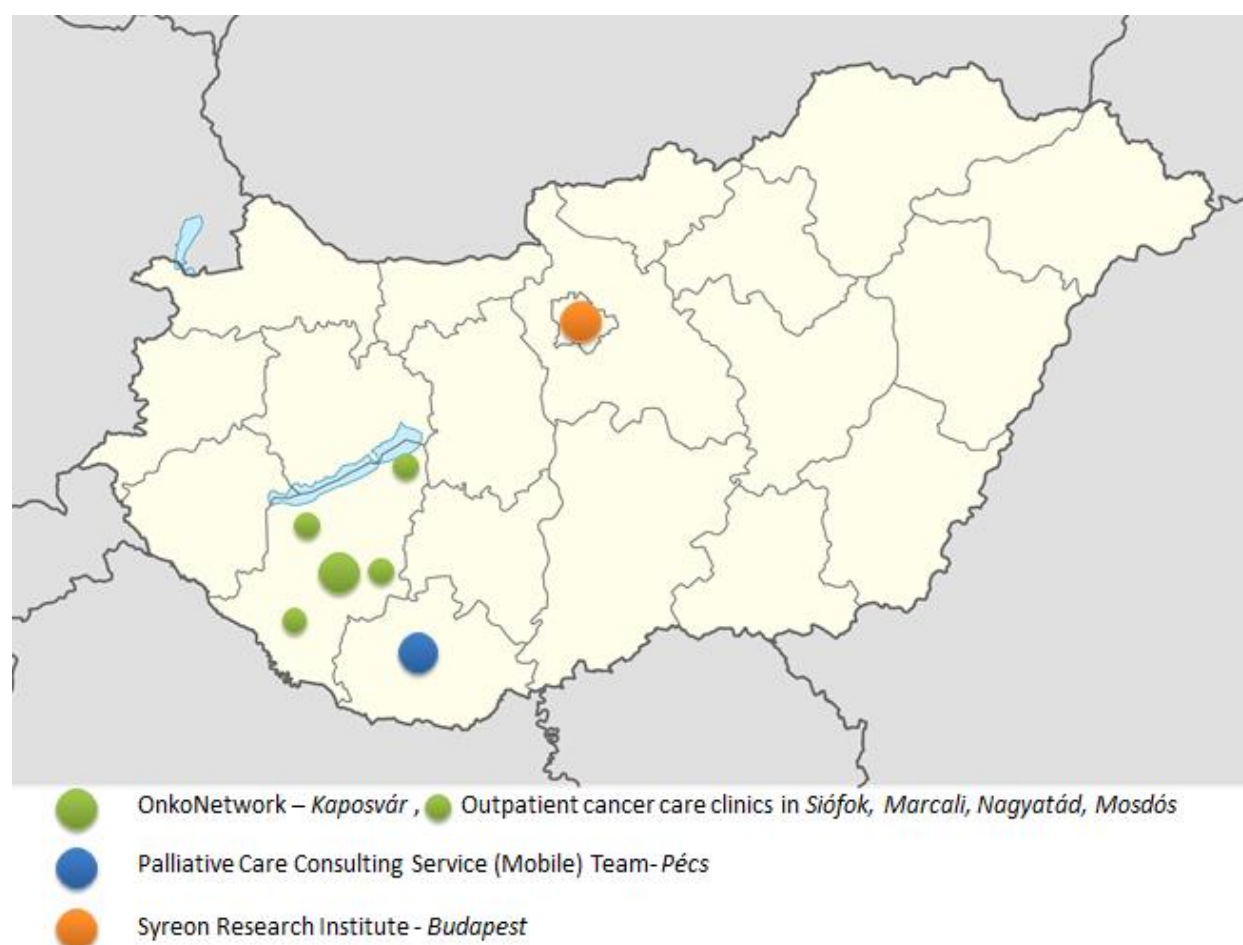 OnkoNetwork – Kaposvár , Outpatient cancer care clinics in Siófok, Marcali, Nagyatád, Mosdós
Palliative Care Consulting Service (Mobile) Team- Pécs
Syreon Research Institute - Budapest